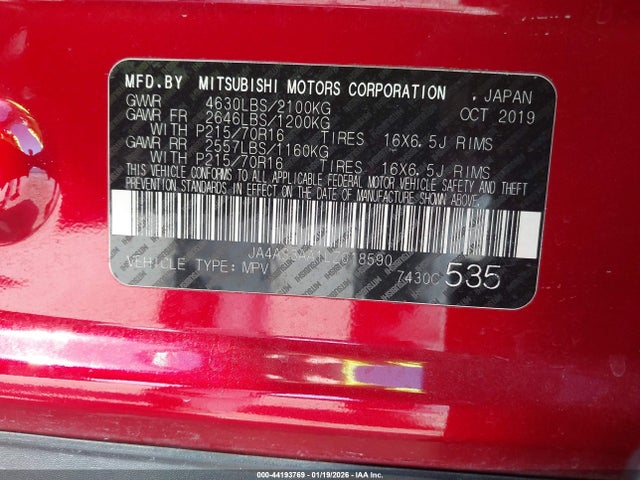 MFD.BY MITSUBISHI MOTORS CORPORATION , JAPAN
GVWR 4630LBS/2100KG OCT 2019
GAWR FR 2646LBS/1200KG
WITH P215/70R16 TIRES 16X6.5J RIMS
GAWR RR 2557LBS/1160KG
WITH P215/70R16 TIRES 16X6.5J RIMS
THIS VEHICLE CONFORMS TO ALL APPLICABLE FEDERAL MOTOR VEHICLE SAFETY AND THEFT
PREVENTION STANDARDS IN EFFECT ON THE DATE OF MANUFACTURE SHOWN ABOVE.
JA4AS3AA1LZ018590
VEHICLE TYPE: MPV 7430C 535
000-44193769 - 01/19/2026 - IAAI.COM